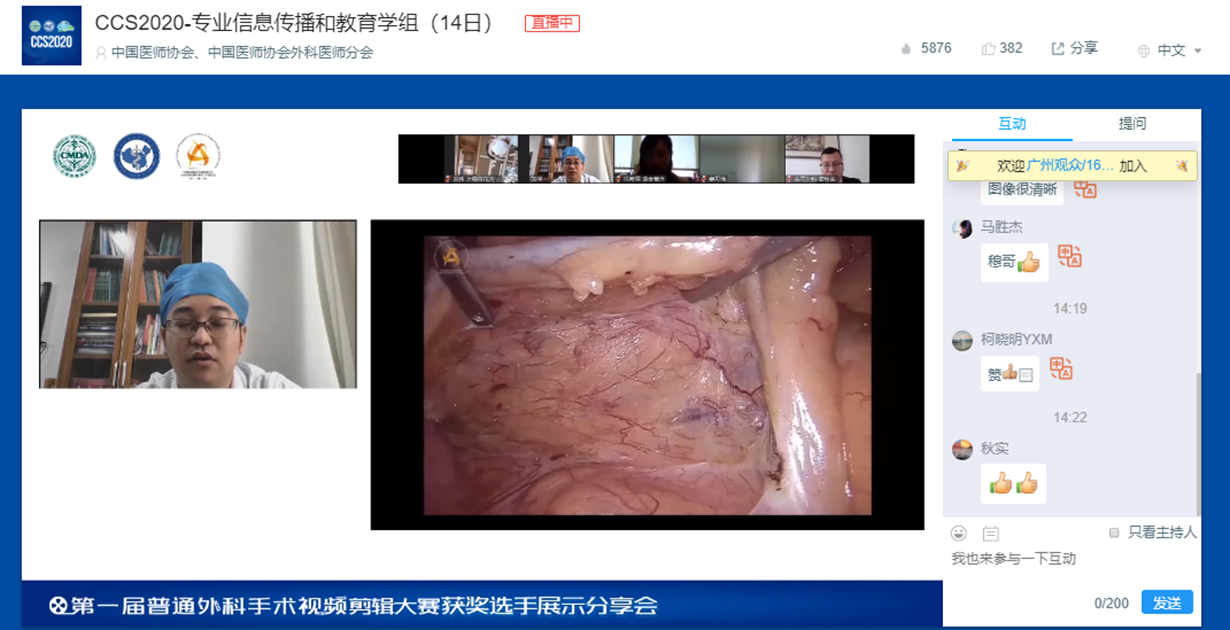 CCS2020-专业信息传播和教育学组（14日）
直播中
CCS2020
中国医师协会、中国医师协会外科医师分会
5876
382
分享
中文
CMDA
互动
提问
欢迎 广州观众/16... 加入
图像很清晰
马胜杰
穆哥
14:19
柯晓明YXM
赞
14:22
秋实
只看主持人
我也来参与一下互动
0/200
发送
第一届普通外科手术视频剪辑大赛获奖选手展示分享会